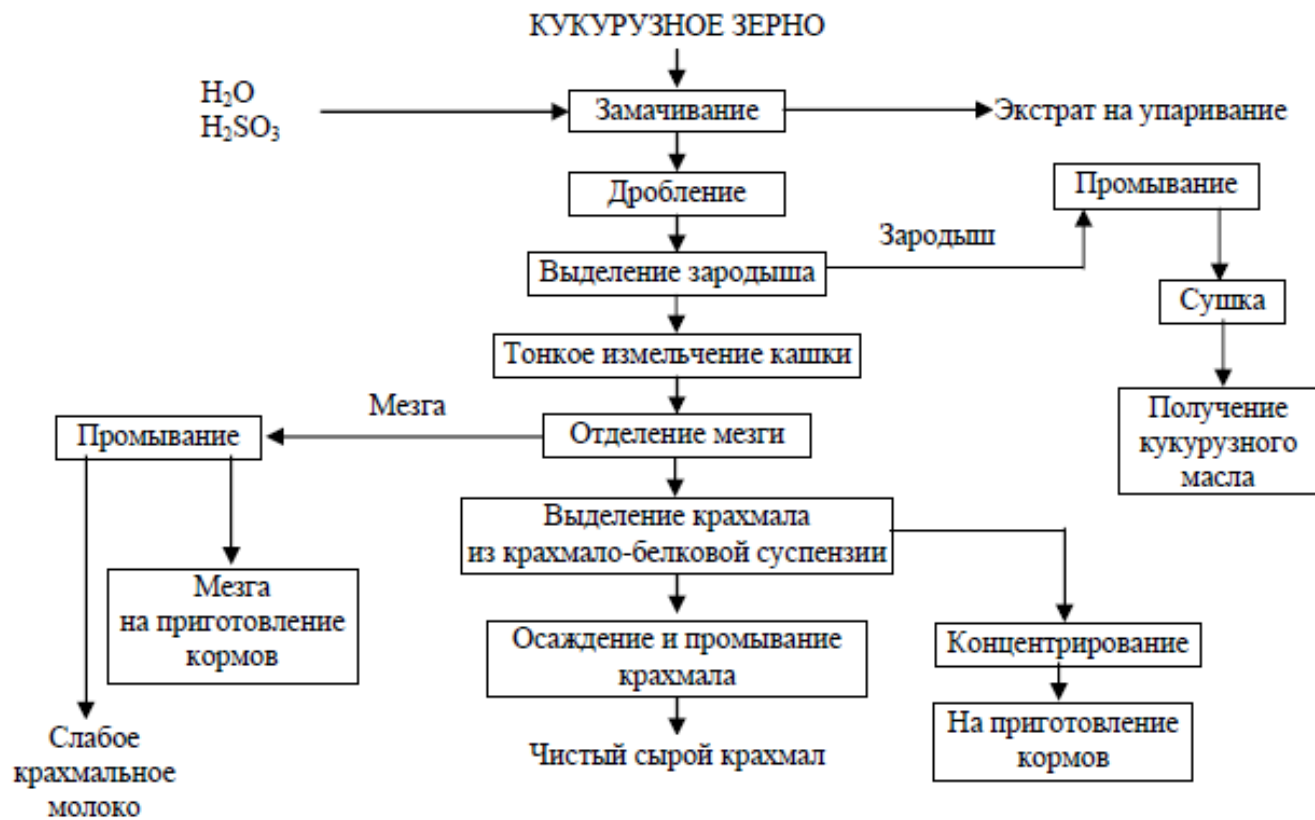 КУКУРУЗНОЕ ЗЕРНО
H₂O
H₂SO₃
Замачивание
Экстрат на упаривание
Дробление
Промывание
Зародыш
Выделение зародыша
Сушка
Тонкое измельчение кашки
Мезга
Промывание
Отделение мезги
Получение
кукурузного
масла
Выделение крахмала
из крахмало-белковой суспензии
Мезга
на приготовление
кормов
Осаждение и промывание
крахмала
Концентрирование
На приготовление
кормов
Слабое
крахмальное
молоко
Чистый сырой крахмал